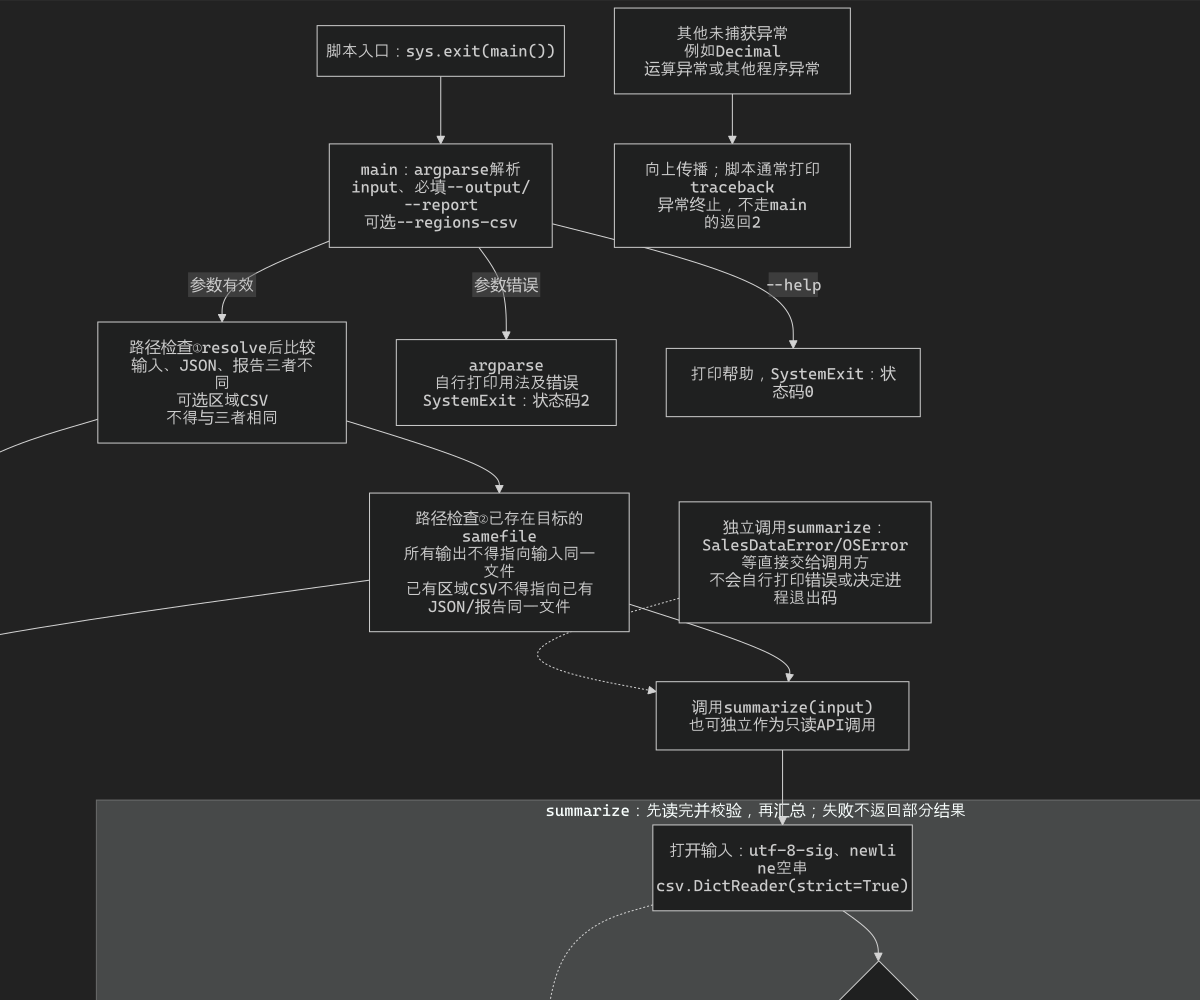 脚本入口：sys.exit(main())
其他未捕获异常
例如Decimal
运算异常或其他程序异常
main：argparse解析
input、必填--output/
--report
可选--regions-csv
向上传播；脚本通常打印
traceback
异常终止，不走main
的返回2
参数有效
参数错误
--help
路径检查①resolve后比较
输入、JSON、报告三者不
同
可选区域CSV
不得与三者相同
argparse
自行打印用法及错误
SystemExit：状态码2
打印帮助，SystemExit：状
态码0
路径检查②已存在目标的
samefile
所有输出不得指向输入同一
文件
已有区域CSV不得指向已有
JSON/报告同一文件
独立调用summarize：
SalesDataError/OSError
等直接交给调用方
不会自行打印错误或决定进
程退出码
调用summarize(input)
也可独立作为只读API调用
summarize：先读完并校验，再汇总；失败不返回部分结果
打开输入：utf-8-sig、newli
ne空串
csv.DictReader(strict=True)